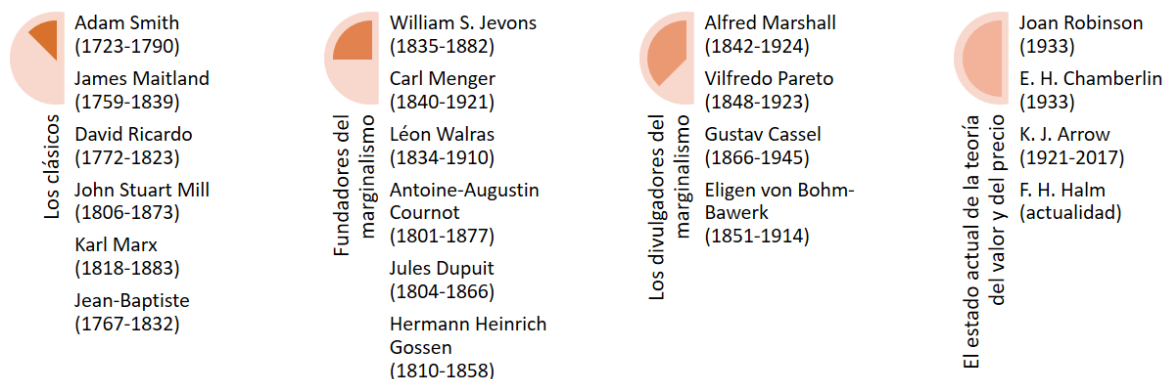 Los clásicos
Adam Smith
(1723-1790)
James Maitland
(1759-1839)
David Ricardo
(1772-1823)
John Stuart Mill
(1806-1873)
Karl Marx
(1818-1883)
Jean-Baptiste
(1767-1832)
Fundadores del
marginalismo
William S. Jevons
(1835-1882)
Carl Menger
(1840-1921)
Léon Walras
(1834-1910)
Antoine-Augustin
Cournot
(1801-1877)
Jules Dupuit
(1804-1866)
Hermann Heinrich
Gossen
(1810-1858)
Los divulgadores del
marginalismo
Alfred Marshall
(1842-1924)
Vilfredo Pareto
(1848-1923)
Gustav Cassel
(1866-1945)
Eligen von Bohm-
Bawerk
(1851-1914)
El estado actual de la teoría
del valor y del precio
Joan Robinson
(1933)
E. H. Chamberlin
(1933)
K. J. Arrow
(1921-2017)
F. H. Halm
(actualidad)